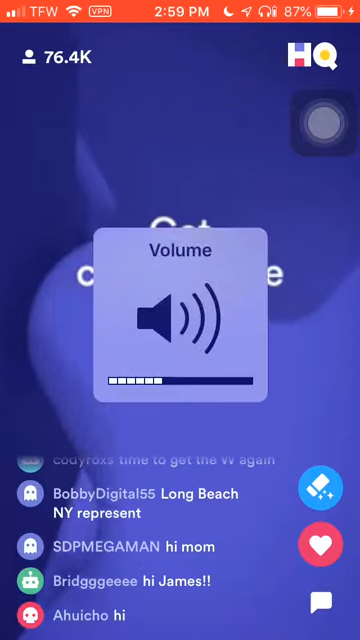 TFW VPN 2:59 PM 87%
76.4K HQ
Get
Volume
codyroxs time to get the W again
BobbyDigital55 Long Beach
NY represent
SDPMEGAMAN hi mom
Bridgggeeee hi James!!
Ahuicho hi